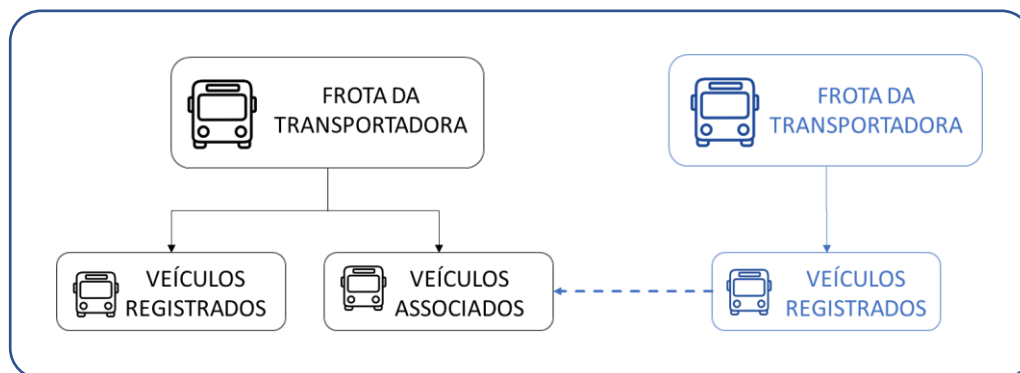 FROTA DA
TRANSPORTADORA
FROTA DA
TRANSPORTADORA
VEÍCULOS
REGISTRADOS
VEÍCULOS
ASSOCIADOS
VEÍCULOS
REGISTRADOS